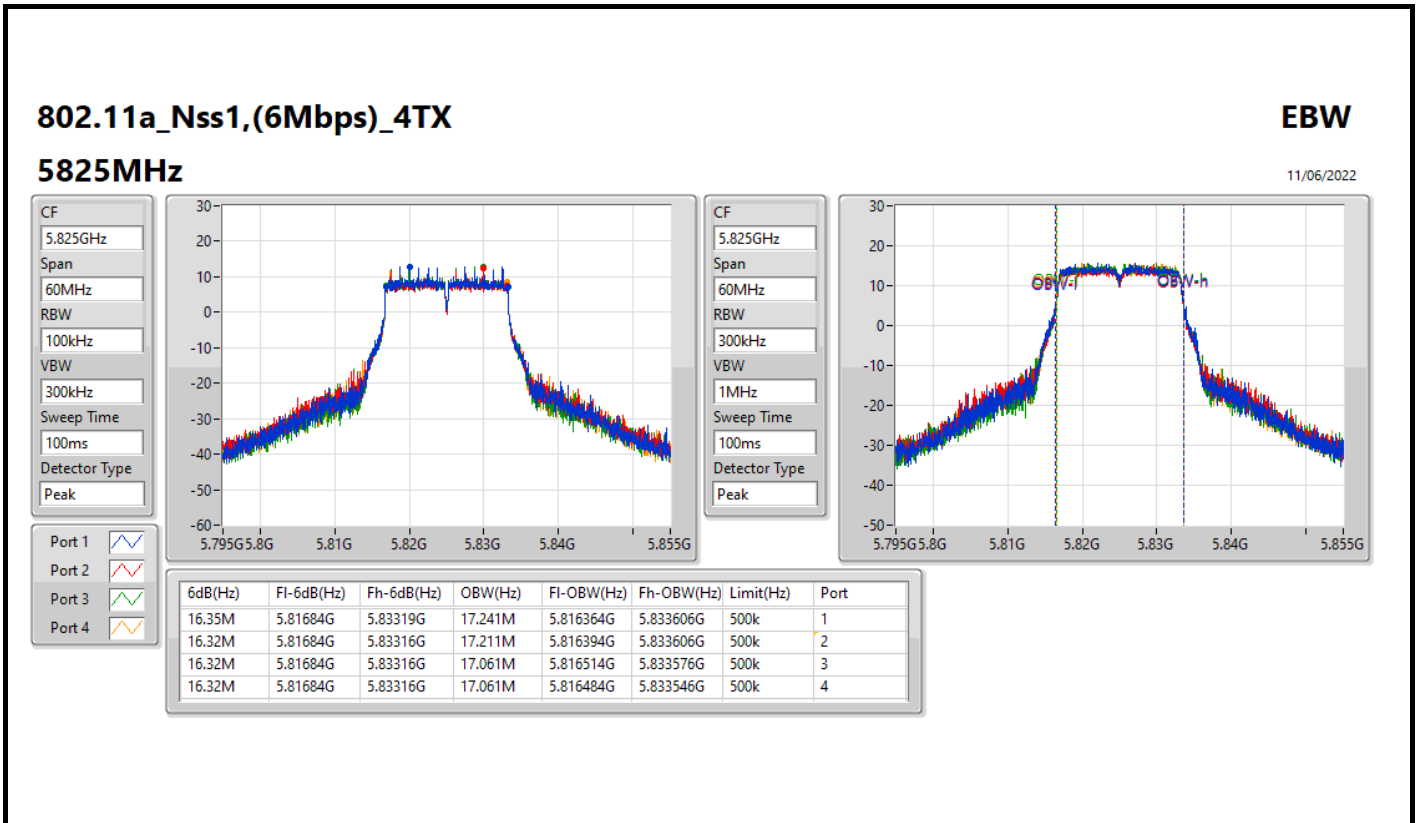 802.11a_Nss1,(6Mbps)_4TX
EBW
5825MHz
11/06/2022
CF
5.825GHz
Span
60MHz
RBW
100kHz
VBW
300kHz
Sweep Time
100ms
Detector Type
Peak
30
20
10
0
-10
-20
-30
-40
-50
-60
5.795G 5.8G 5.81G 5.82G 5.83G 5.84G 5.855G
CF
5.825GHz
Span
60MHz
RBW
300kHz
VBW
1MHz
Sweep Time
100ms
Detector Type
Peak
30
20
10
0
-10
-20
-30
-40
-50
OBW-l OBW-h
5.795G 5.8G 5.81G 5.82G 5.83G 5.84G 5.855G
Port 1
Port 2
Port 3
Port 4
6dB(Hz) Fl-6dB(Hz) Fh-6dB(Hz) OBW(Hz) Fl-OBW(Hz) Fh-OBW(Hz) Limit(Hz) Port
16.35M 5.81684G 5.83319G 17.241M 5.816364G 5.833606G 500k 1
16.32M 5.81684G 5.83316G 17.211M 5.816394G 5.833606G 500k 2
16.32M 5.81684G 5.83316G 17.061M 5.816514G 5.833576G 500k 3
16.32M 5.81684G 5.83316G 17.061M 5.816484G 5.833546G 500k 4